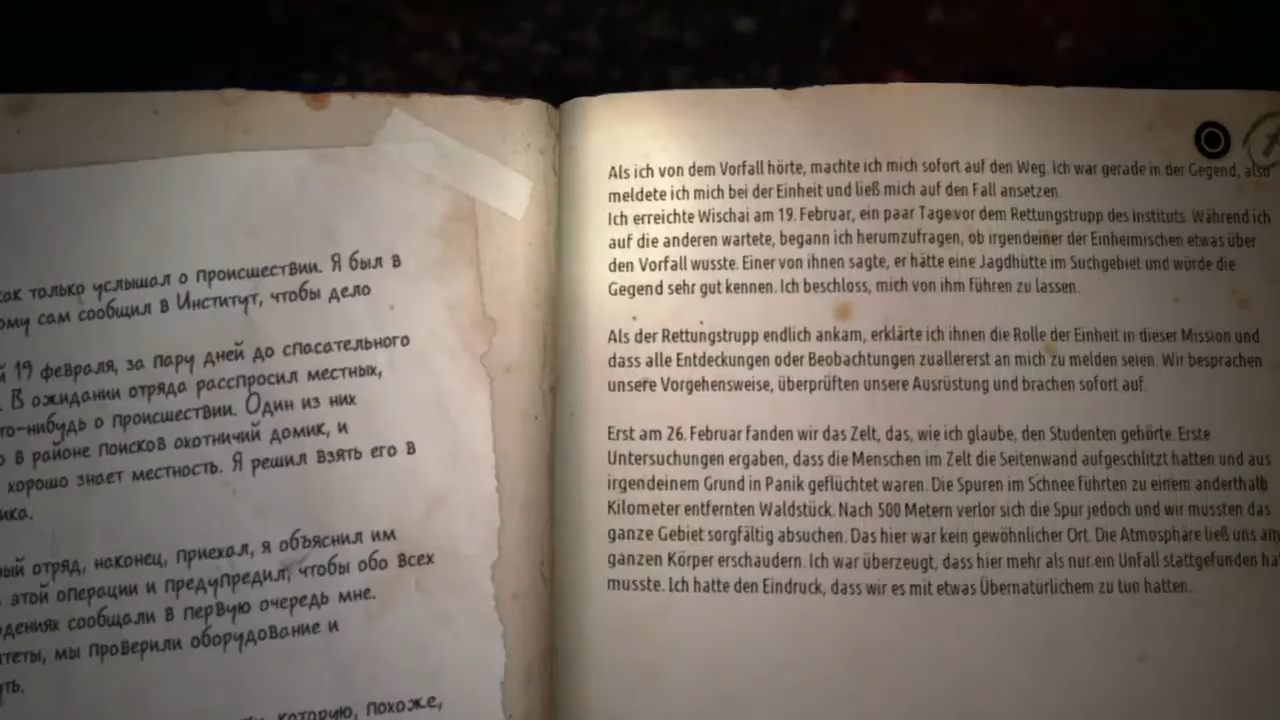 как только услышал о происшествии. Я был в
сам сообщил в Институт, чтобы дело
19 февраля, за пару дней до спасательного
В ожидании отряда расспросил местных,
о происшествии. Один из них
в районе поисков охотничий домик, и
хорошо знает местность. Я решил взять его в
отряд, наконец, приехал, я объяснил им
этой операции и предупредил, чтобы обо всех
сообщали в первую очередь мне.
мы проверили оборудование и
которую, похоже,
Als ich von dem Vorfall hörte, machte ich mich sofort auf den Weg. Ich war gerade in der Gegend, also
meldete ich mich bei der Einheit und ließ mich auf den Fall ansetzen.
Ich erreichte Wischai am 19. Februar, ein paar Tage vor dem Rettungstrupp des Instituts. Während ich
auf die anderen wartete, begann ich herumzufragen, ob irgendeiner der Einheimischen etwas über
den Vorfall wusste. Einer von ihnen sagte, er hätte eine Jagdhütte im Suchgebiet und würde die
Gegend sehr gut kennen. Ich beschloss, mich von ihm führen zu lassen.
Als der Rettungstrupp endlich ankam, erklärte ich ihnen die Rolle der Einheit in dieser Mission und
dass alle Entdeckungen oder Beobachtungen zuallererst an mich zu melden seien. Wir besprachen
unsere Vorgehensweise, überprüften unsere Ausrüstung und brachen sofort auf.
Erst am 26. Februar fanden wir das Zelt, das, wie ich glaube, den Studenten gehörte. Erste
Untersuchungen ergaben, dass die Menschen im Zelt die Seitenwand aufgeschlitzt hatten und aus
irgendeinem Grund in Panik geflüchtet waren. Die Spuren im Schnee führten zu einem anderthalb
Kilometer entfernten Waldstück. Nach 500 Metern verlor sich die Spur jedoch und wir mussten das
ganze Gebiet sorgfältig absuchen. Das hier war kein gewöhnlicher Ort. Die Atmosphäre ließ uns am
ganzen Körper erschaudern. Ich war überzeugt, dass hier mehr als nur ein Unfall stattgefunden
musste. Ich hatte den Eindruck, dass wir es mit etwas Übernatürlichem zu tun hatten.